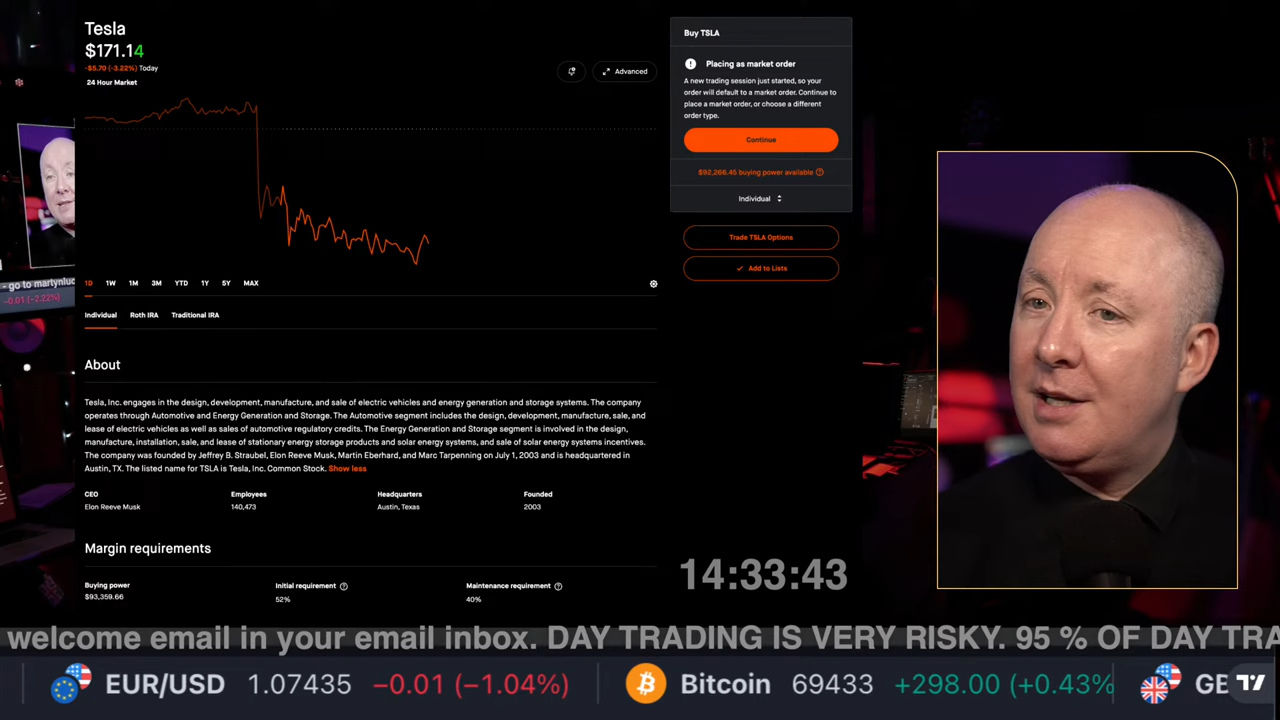 Tesla
$171.14
-$5.70 (-3.22%) Today
24 Hour Market
Advanced
Buy TSLA
Placing as market order
A new trading session just started, so your
order will default to a market order. Continue to
place a market order, or choose a different
order type.
Continue
$92,266.45 buying power available
Individual
Trade TSLA Options
Add to Lists
- go to martynluc
-0.01 (-2.22%)
1D 1W 1M 3M YTD 1Y 5Y MAX
Individual Roth IRA Traditional IRA
About
Tesla, Inc. engages in the design, development, manufacture, and sale of electric vehicles and energy generation and storage systems. The company
operates through Automotive and Energy Generation and Storage. The Automotive segment includes the design, development, manufacture, sale, and
lease of electric vehicles as well as sales of automotive regulatory credits. The Energy Generation and Storage segment is involved in the design,
manufacture, installation, sale, and lease of stationary energy storage products and solar energy systems, and sale of solar energy systems incentives.
The company was founded by Jeffrey B. Straubel, Elon Reeve Musk, Martin Eberhard, and Marc Tarpenning on July 1, 2003 and is headquartered in
Austin, TX. The listed name for TSLA is Tesla, Inc. Common Stock. Show less
CEO Employees Headquarters Founded
Elon Reeve Musk 140,473 Austin, Texas 2003
Margin requirements
Buying power Initial requirement Maintenance requirement
$93,359.66 52% 40%
14:33:43
welcome email in your email inbox. DAY TRADING IS VERY RISKY. 95 % OF DAY TRA
EUR/USD 1.07435 −0.01 (−1.04%) Bitcoin 69433 +298.00 (+0.43% GB